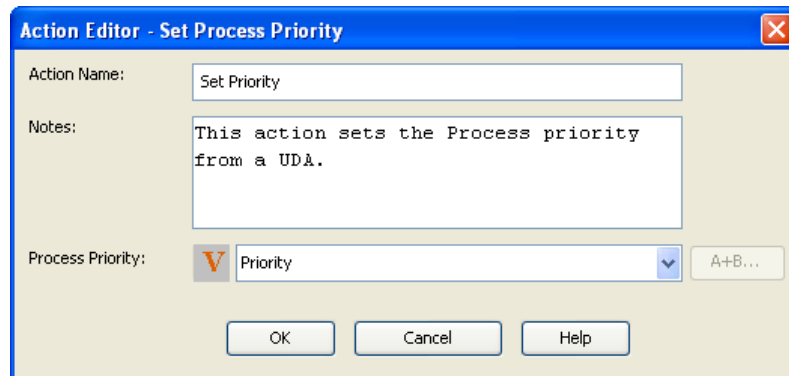 Action Editor - Set Process Priority
Action Name:
Set Priority
Notes:
This action sets the Process priority
from a UDA.
Process Priority:
V
Priority
A+B...
OK
Cancel
Help